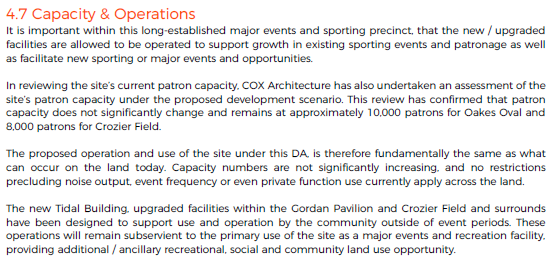 4.7 Capacity & Operations
It is important within this long-established major events and sporting precinct, that the new / upgraded
facilities are allowed to be operated to support growth in existing sporting events and patronage as well
as facilitate new sporting or major events and opportunities.
In reviewing the site's current patron capacity, COX Architecture has also undertaken an assessment of the
site's patron capacity under the proposed development scenario. This review has confirmed that patron
capacity does not significantly change and remains at approximately 10,000 patrons for Oakes Oval and
8,000 patrons for Crozier Field.
The proposed operation and use of the site under this DA, is therefore fundamentally the same as what
can occur on the land today. Capacity numbers are not significantly increasing, and no restrictions
precluding noise output, event frequency or even private function use currently apply across the land.
The new Tidal Building, upgraded facilities within the Gordan Pavilion and Crozier Field and surrounds
have been designed to support use and operation by the community outside of event periods. These
operations will remain subservient to the primary use of the site as a major events and recreation facility,
providing additional / ancillary recreational, social and community land use opportunity.